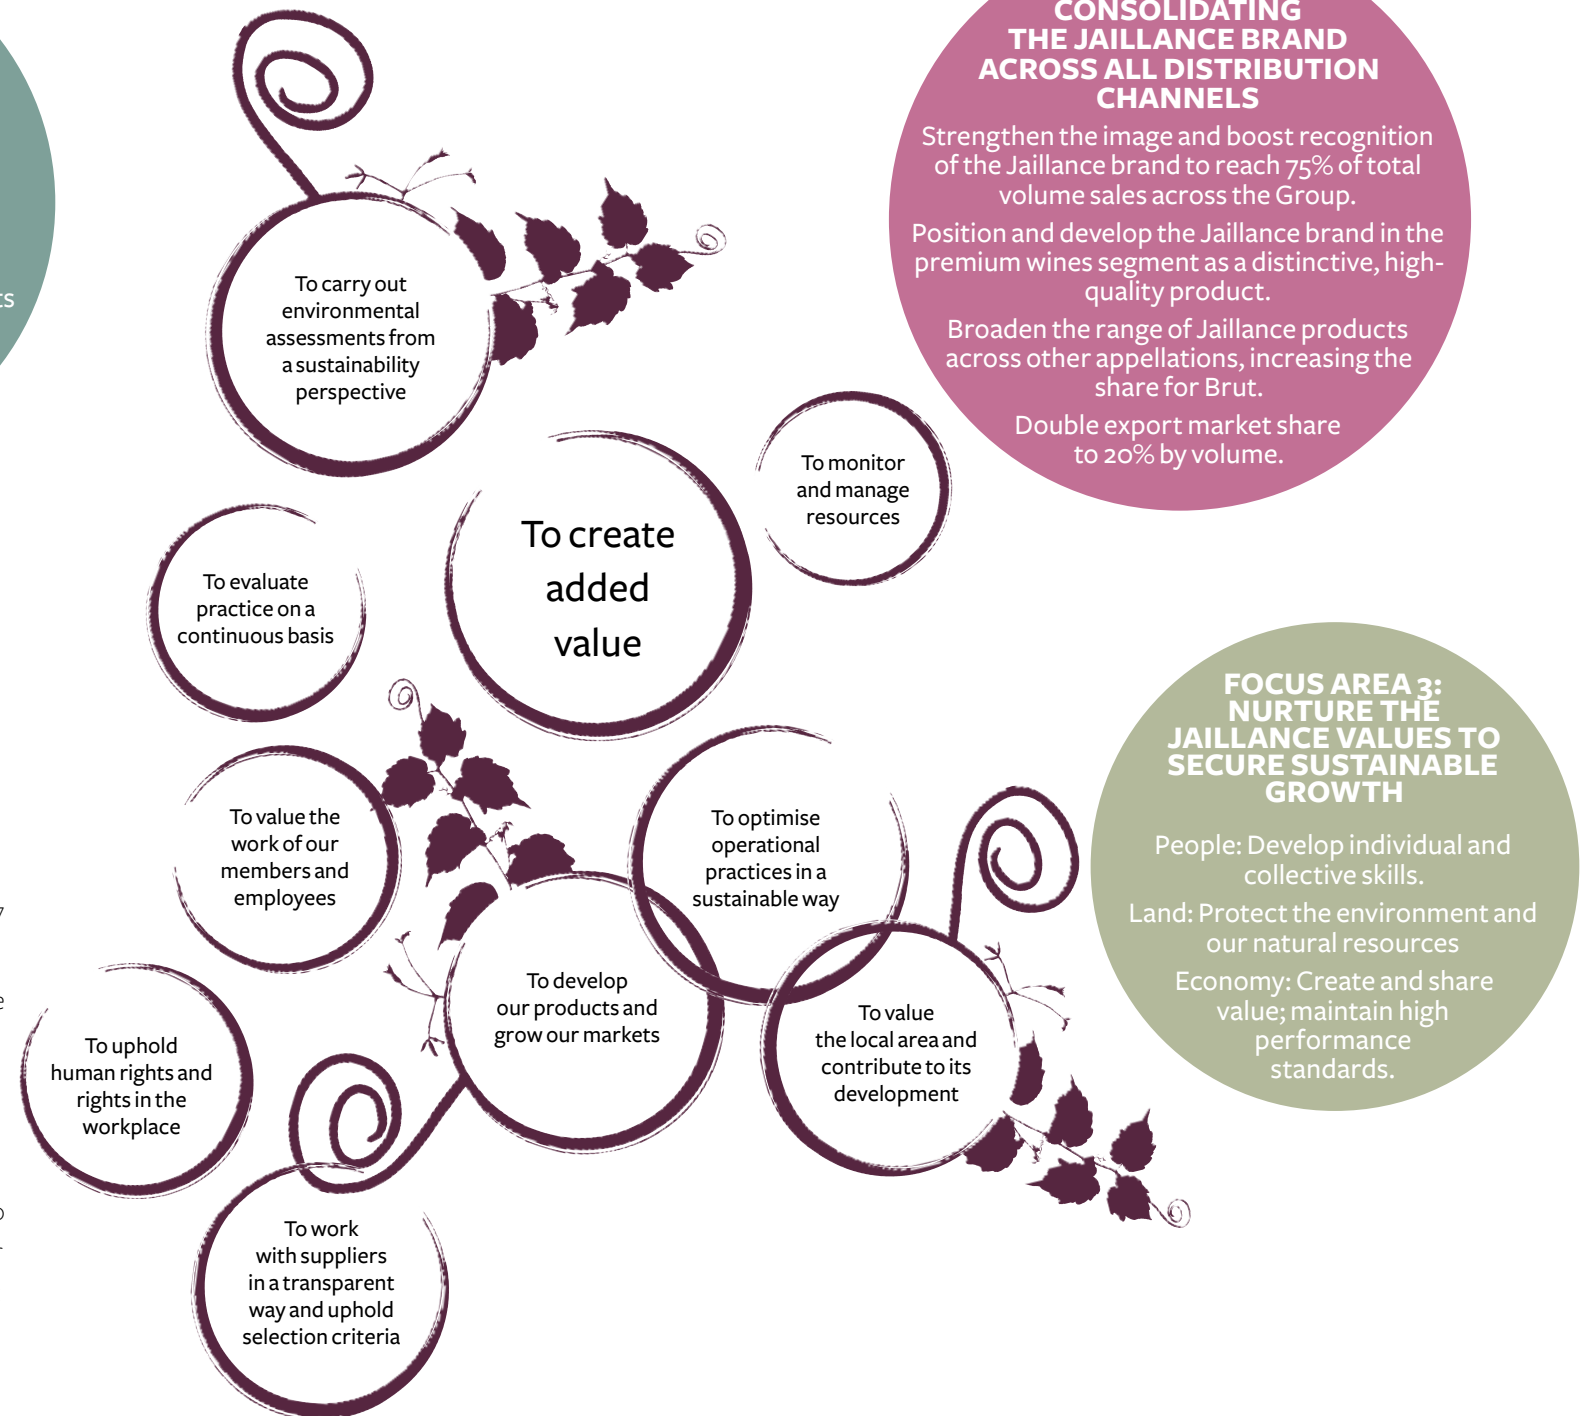 CONSOLIDATING
THE JAILLANCE BRAND
ACROSS ALL DISTRIBUTION
CHANNELS
Strengthen the image and boost recognition
of the Jaillance brand to reach 75% of total
volume sales across the Group.
Position and develop the Jaillance brand in the
premium wines segment as a distinctive, high-
quality product.
Broaden the range of Jaillance products
across other appellations, increasing the
share for Brut.
Double export market share
to 20% by volume.
To carry out
environmental
assessments from
a sustainability
perspective
To monitor
and manage
resources
To create
added
value
To evaluate
practice on a
continuous basis
FOCUS AREA 3:
NURTURE THE
JAILLANCE VALUES TO
SECURE SUSTAINABLE
GROWTH
People: Develop individual and
collective skills.
Land: Protect the environment and
our natural resources
Economy: Create and share
value; maintain high
performance
standards.
To value the
work of our
members and
employees
To optimise
operational
practices in a
sustainable way
To develop
our products and
grow our markets
To value
the local area and
contribute to its
development
To uphold
human rights and
rights in the
workplace
To work
with suppliers
in a transparent
way and uphold
selection criteria